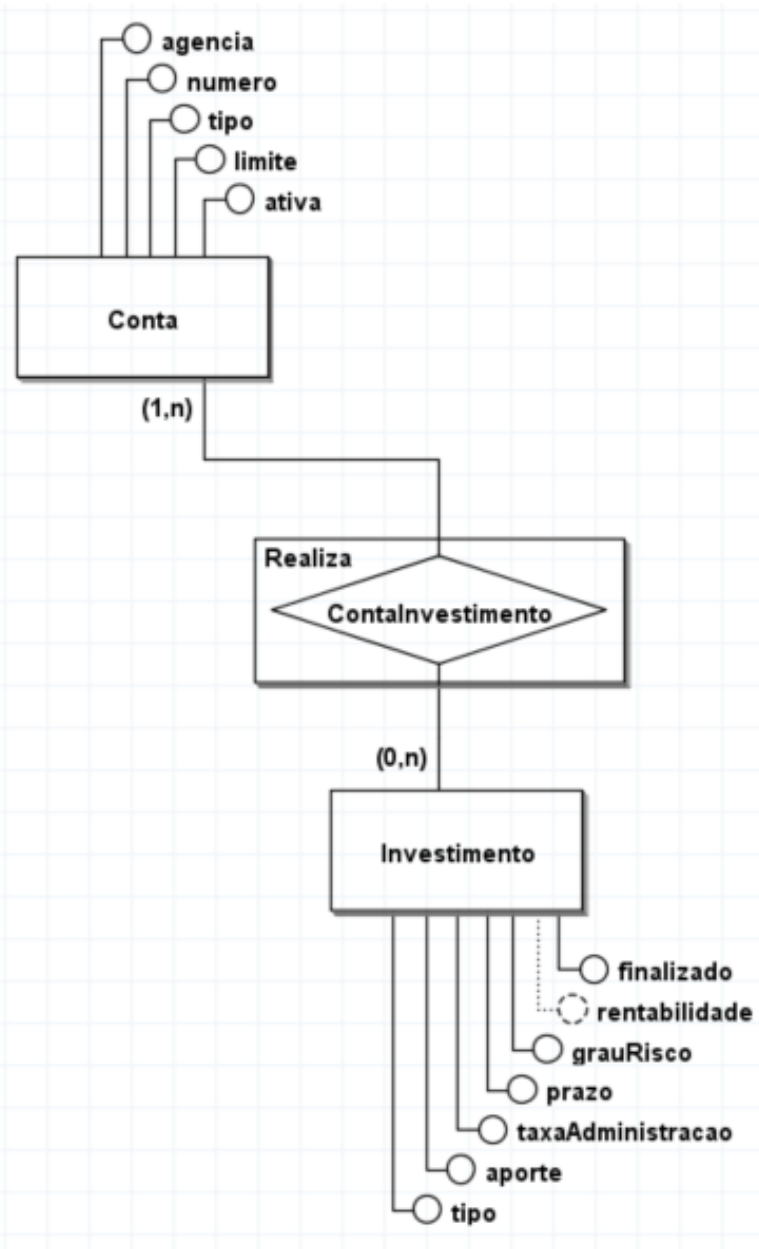 agencia
numero
tipo
limite
ativa
Conta
(1,n)
Realiza
ContaInvestimento
(0,n)
Investimento
finalizado
rentabilidade
grauRisco
prazo
taxaAdministracao
aporte
tipo